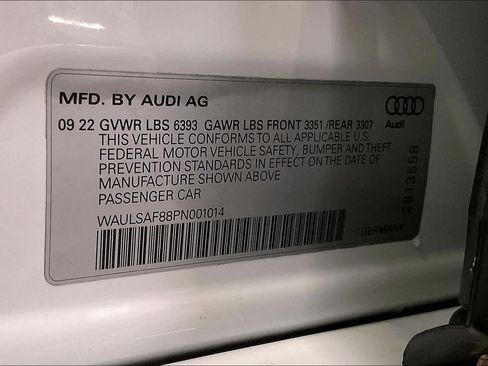 MFD. BY AUDI AG
09 22 GVWR LBS 6393 GAWR LBS FRONT 3351 /REAR 3307
THIS VEHICLE CONFORMS TO ALL APPLICABLE U.S.
FEDERAL MOTOR VEHICLE SAFETY, BUMPER AND THEFT
PREVENTION STANDARDS IN EFFECT ON THE DATE OF
MANUFACTURE SHOWN ABOVE
PASSENGER CAR
WAULSAF88PN001014
Audi
2813558
GERMANY